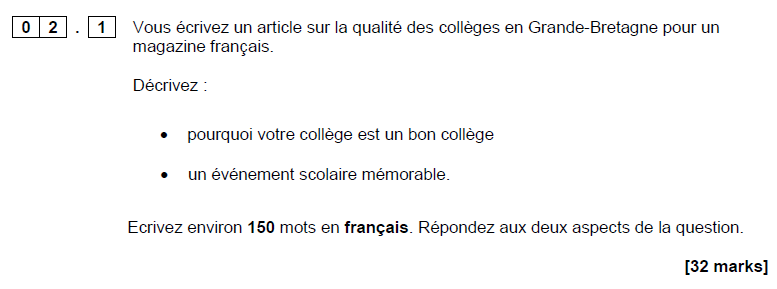 0 2 . 1 Vous écrivez un article sur la qualité des collèges en Grande-Bretagne pour un
magazine français.
Décrivez :
• pourquoi votre collège est un bon collège
• un événement scolaire mémorable.
Ecrivez environ 150 mots en français. Répondez aux deux aspects de la question.
[32 marks]